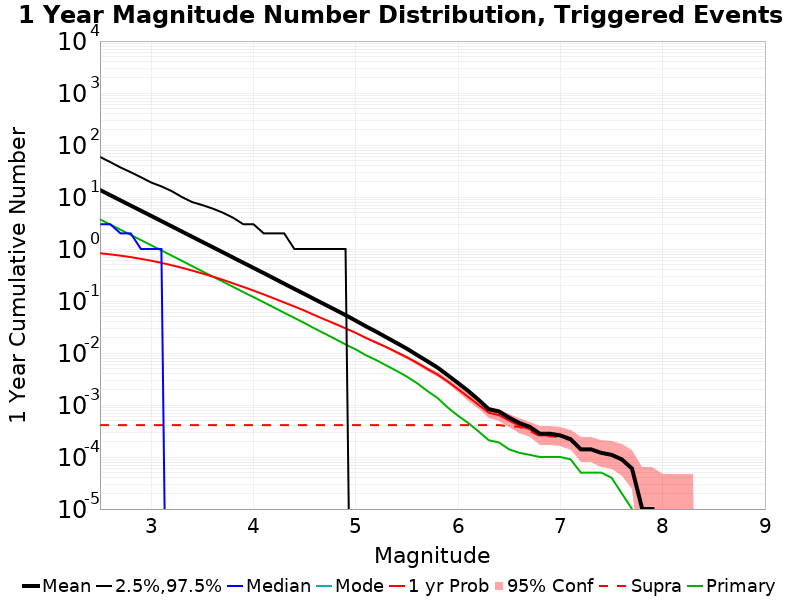 1 Year Magnitude Number Distribution, Triggered Events
10^4
10^3
10^2
10^1
10^0
10^-1
10^-2
10^-3
10^-4
10^-5
1 Year Cumulative Number
3 4 5 6 7 8 9
Magnitude
Mean 2.5%,97.5% Median Mode 1 yr Prob 95% Conf Supra Primary